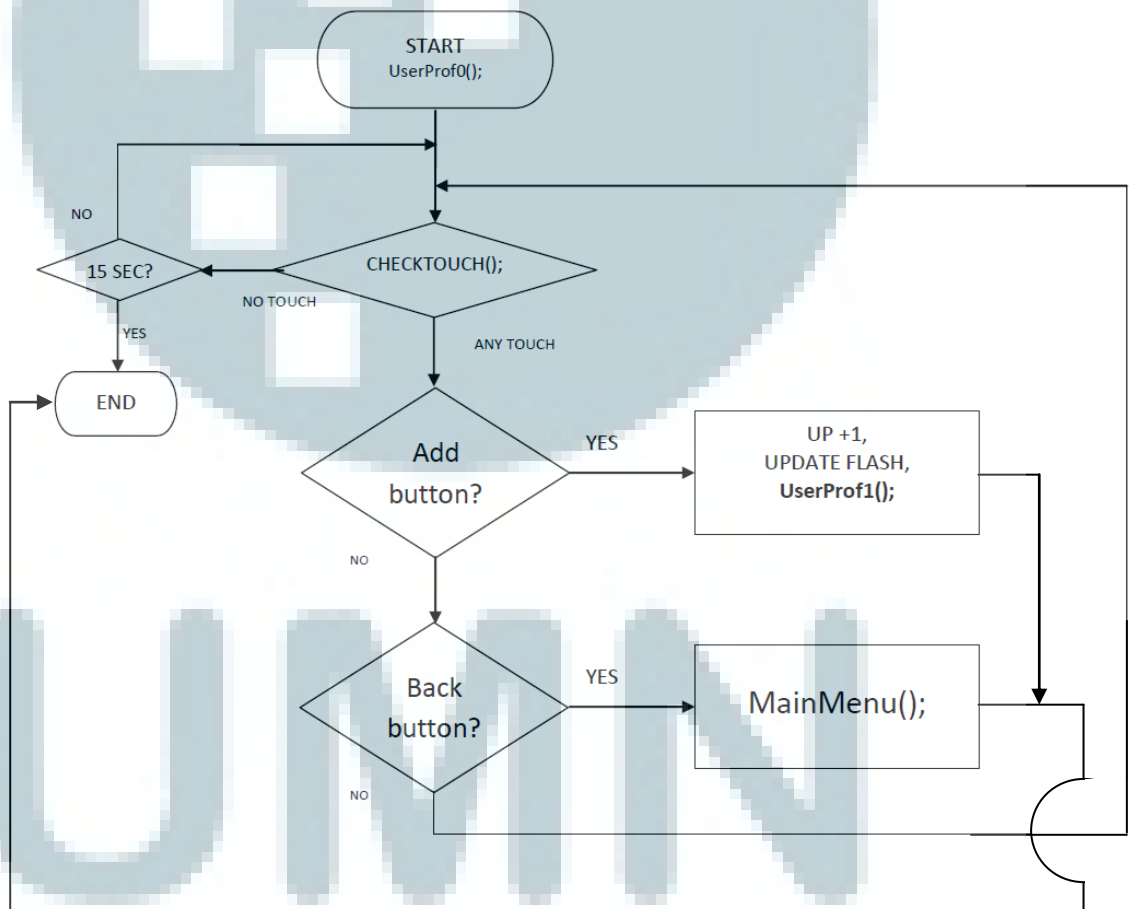 START
UserProf0();
NO
15 SEC?
CHECKTOUCH();
NO TOUCH
YES
ANY TOUCH
END
Add
button?
YES
UP +1,
UPDATE FLASH,
UserProf1();
NO
Back
button?
YES
MainMenu();
NO
UMN